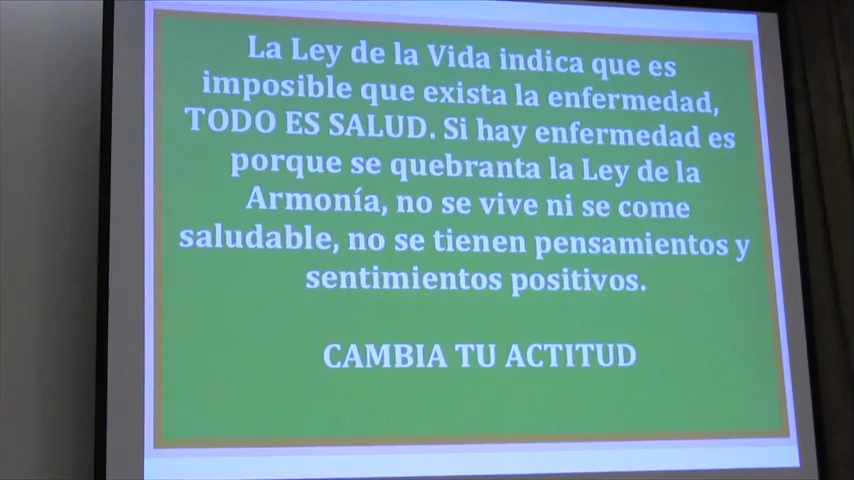 La Ley de la Vida indica que es
imposible que exista la enfermedad,
TODO ES SALUD. Si hay enfermedad es
porque se quebranta la Ley de la
Armonía, no se vive ni se come
saludable, no se tienen pensamientos y
sentimientos positivos.
CAMBIA TU ACTITUD